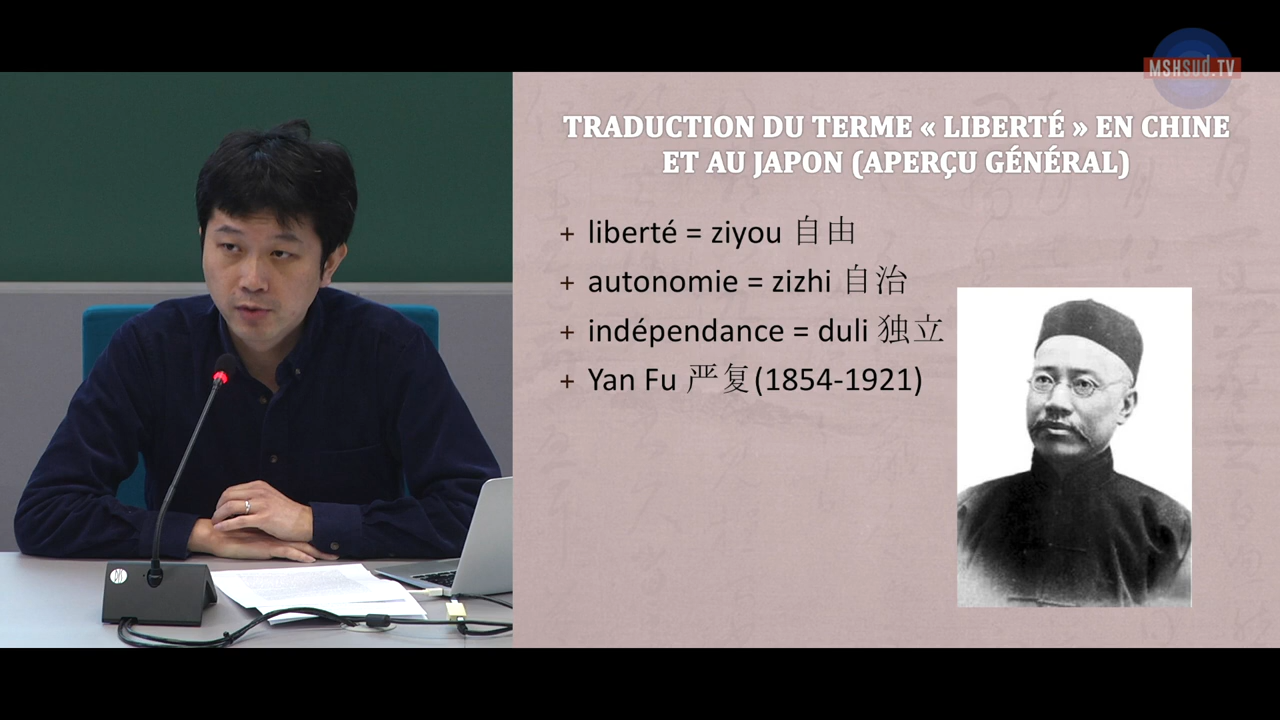 MSHSUD.TV
TRADUCTION DU TERME « LIBERTÉ » EN CHINE
ET AU JAPON (APERÇU GÉNÉRAL)
+ liberté = ziyou 自由
+ autonomie = zizhi 自治
+ indépendance = duli 独立
+ Yan Fu 严复(1854-1921)